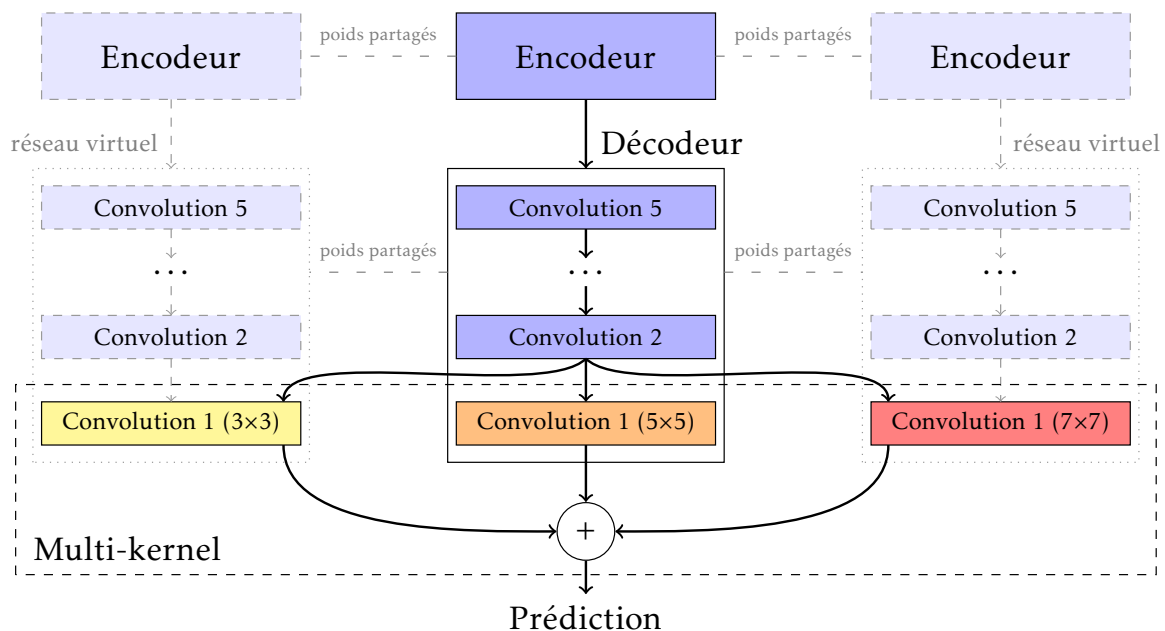 Encodeur
poids partagés
Encodeur
poids partagés
Encodeur
réseau virtuel
Décodeur
réseau virtuel
Convolution 5
Convolution 5
Convolution 5
poids partagés
poids partagés
...
...
...
Convolution 2
Convolution 2
Convolution 2
Convolution 1 (3×3)
Convolution 1 (5×5)
Convolution 1 (7×7)
+
Multi-kernel
Prédiction